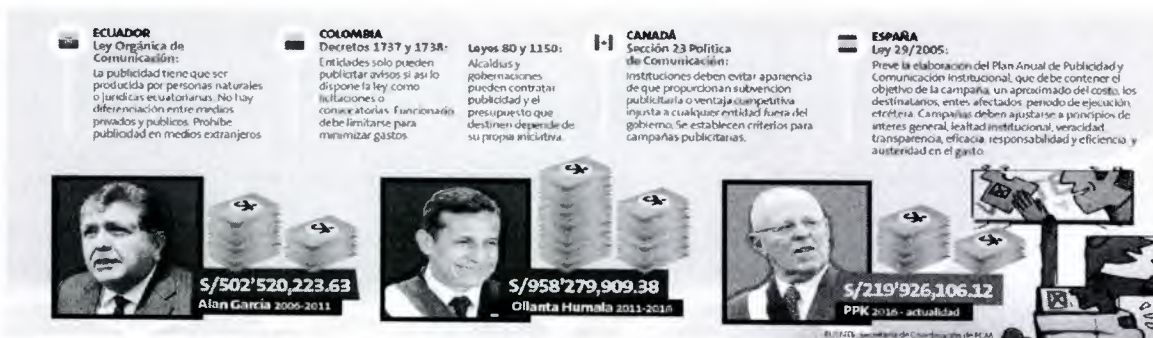 ECUADOR
Ley Orgánica de
Comunicación:
La publicidad tiene que ser
producida por personas naturales
o jurídicas ecuatorianas. No hay
diferenciación entre medios
privados y publicos. Prohíbe
publicidad en medios extranjeros
COLOMBIA
Decretos 1737 y 1738:
Entidades solo pueden
publicitar avisos si así lo
dispone la ley como
licitaciones o
convocatorias. Funcionario
debe limitarse para
minimizar gastos.
Leyes 80 y 1150:
Alcaldías y
gobernaciones
pueden contratar
publicidad y el
presupuesto que
destinen depende de
su propia iniciativa.
CANADÁ
Sección 23 Política
de Comunicación:
Instituciones deben evitar apariencia
de que proporcionan subvención
publicitaria o ventaja competitiva
injusta a cualquier entidad fuera del
gobierno. Se establecen criterios para
campañas publicitarias.
ESPAÑA
Ley 29/2005:
Prevé la elaboración del Plan Anual de Publicidad y
Comunicación Institucional, que debe contener el
objetivo de la campaña, un aproximado del costo, los
destinatarios, entes afectados, periodo de ejecución,
etcétera. Campañas deben ajustarse a principios de
interes general, lealtad institucional, veracidad,
transparencia, eficacia, responsabilidad y eficiencia y
austeridad en el gasto.
S/502'520,223.63
Alan García 2006-2011
S/958'279,909.38
Ollanta Humala 2011-2016
S/219'926,106.12
PPK 2016 - actualidad
FUENTE: Secretaría de Coordinación de PCM